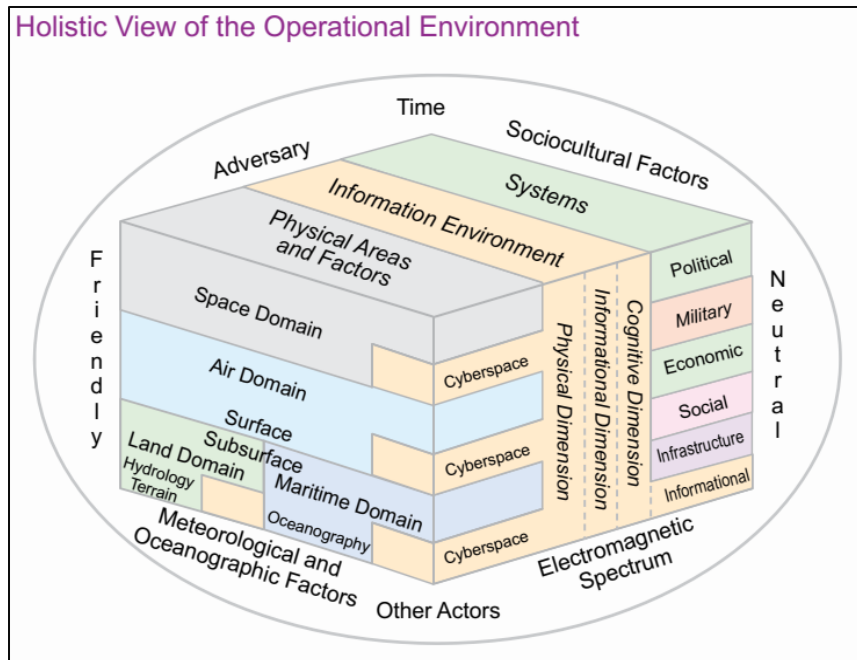 Holistic View of the Operational Environment
Time
Adversary
Sociocultural Factors
Systems
Information Environment
Physical Areas
and Factors
Friendly
Neutral
Space Domain
Air Domain
Surface
Subsurface
Land Domain
Hydrology
Terrain
Maritime Domain
Oceanography
Cyberspace
Cyberspace
Cyberspace
Physical Dimension
Informational Dimension
Cognitive Dimension
Political
Military
Economic
Social
Infrastructure
Informational
Meteorological and
Oceanographic Factors
Electromagnetic
Spectrum
Other Actors